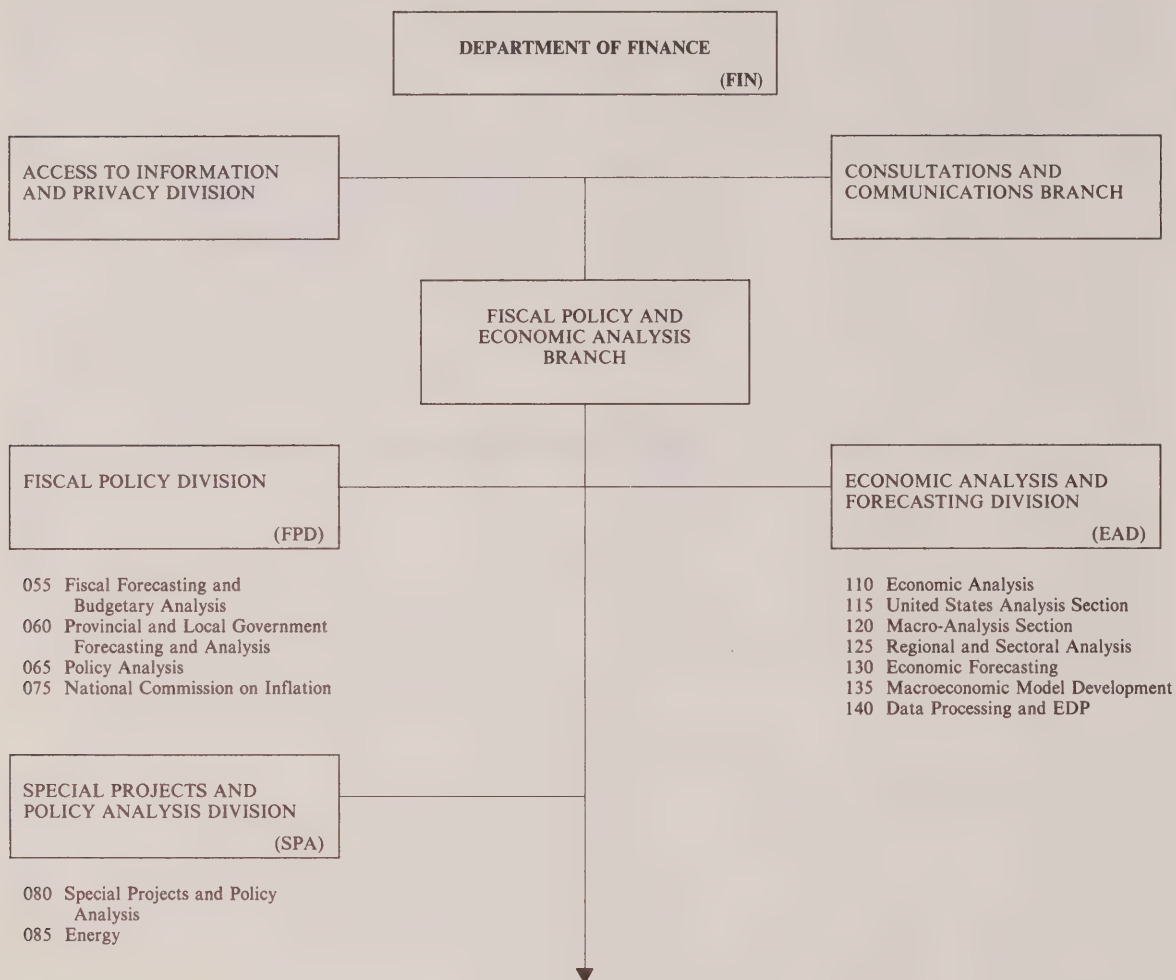 DEPARTMENT OF FINANCE
(FIN)
ACCESS TO INFORMATION
AND PRIVACY DIVISION
CONSULTATIONS AND
COMMUNICATIONS BRANCH
FISCAL POLICY AND
ECONOMIC ANALYSIS
BRANCH
FISCAL POLICY DIVISION
(FPD)
055 Fiscal Forecasting and
Budgetary Analysis
060 Provincial and Local Government
Forecasting and Analysis
065 Policy Analysis
075 National Commission on Inflation
ECONOMIC ANALYSIS AND
FORECASTING DIVISION
(EAD)
110 Economic Analysis
115 United States Analysis Section
120 Macro-Analysis Section
125 Regional and Sectoral Analysis
130 Economic Forecasting
135 Macroeconomic Model Development
140 Data Processing and EDP
SPECIAL PROJECTS AND
POLICY ANALYSIS DIVISION
(SPA)
080 Special Projects and Policy
Analysis
085 Energy